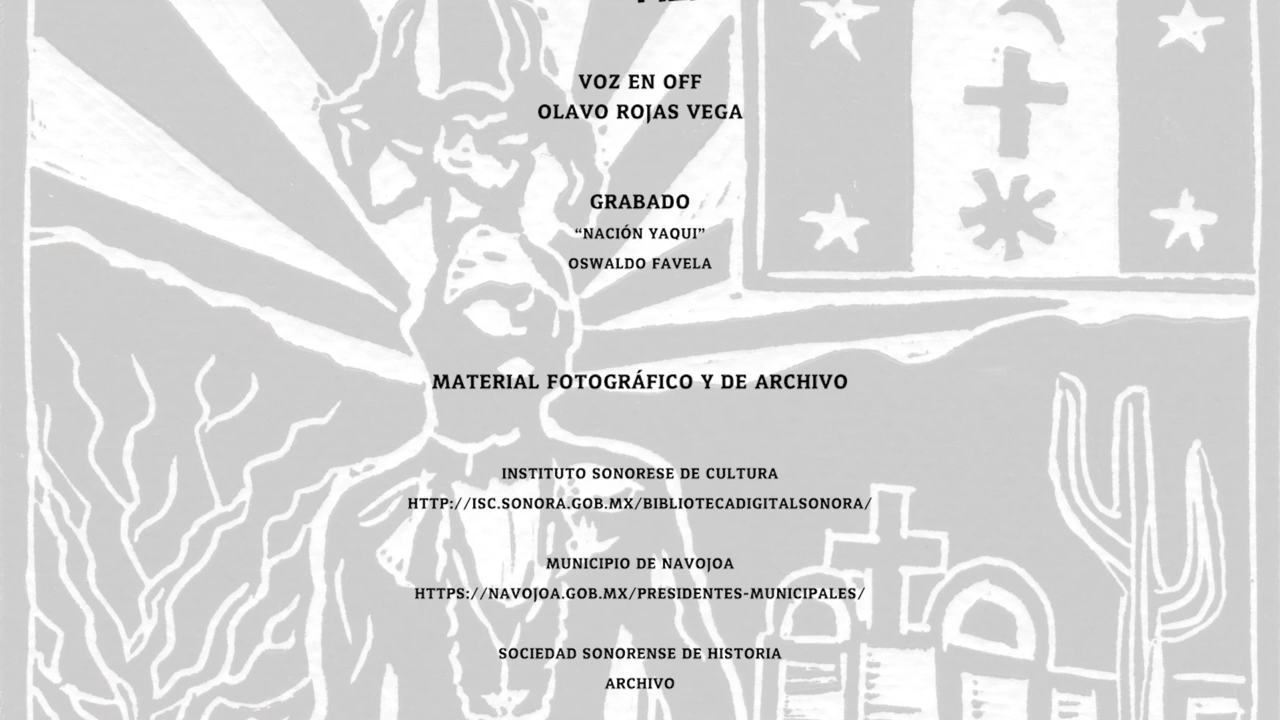 VOZ EN OFF
OLAVO ROJAS VEGA
GRABADO
“NACIÓN YAQUI”
OSWALDO FAVELA
MATERIAL FOTOGRÁFICO Y DE ARCHIVO
INSTITUTO SONORESE DE CULTURA
HTTP://ISC.SONORA.GOB.MX/BIBLIOTECADIGITALSONORA/
MUNICIPIO DE NAVOJOA
HTTPS://NAVOJOA.GOB.MX/PRESIDENTES-MUNICIPALES/
SOCIEDAD SONORENSE DE HISTORIA
ARCHIVO